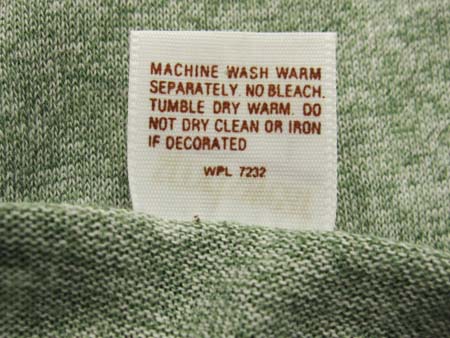 MACHINE WASH WARM
SEPARATELY. NO BLEACH.
TUMBLE DRY WARM. DO
NOT DRY CLEAN OR IRON
IF DECORATED
WPL 7232